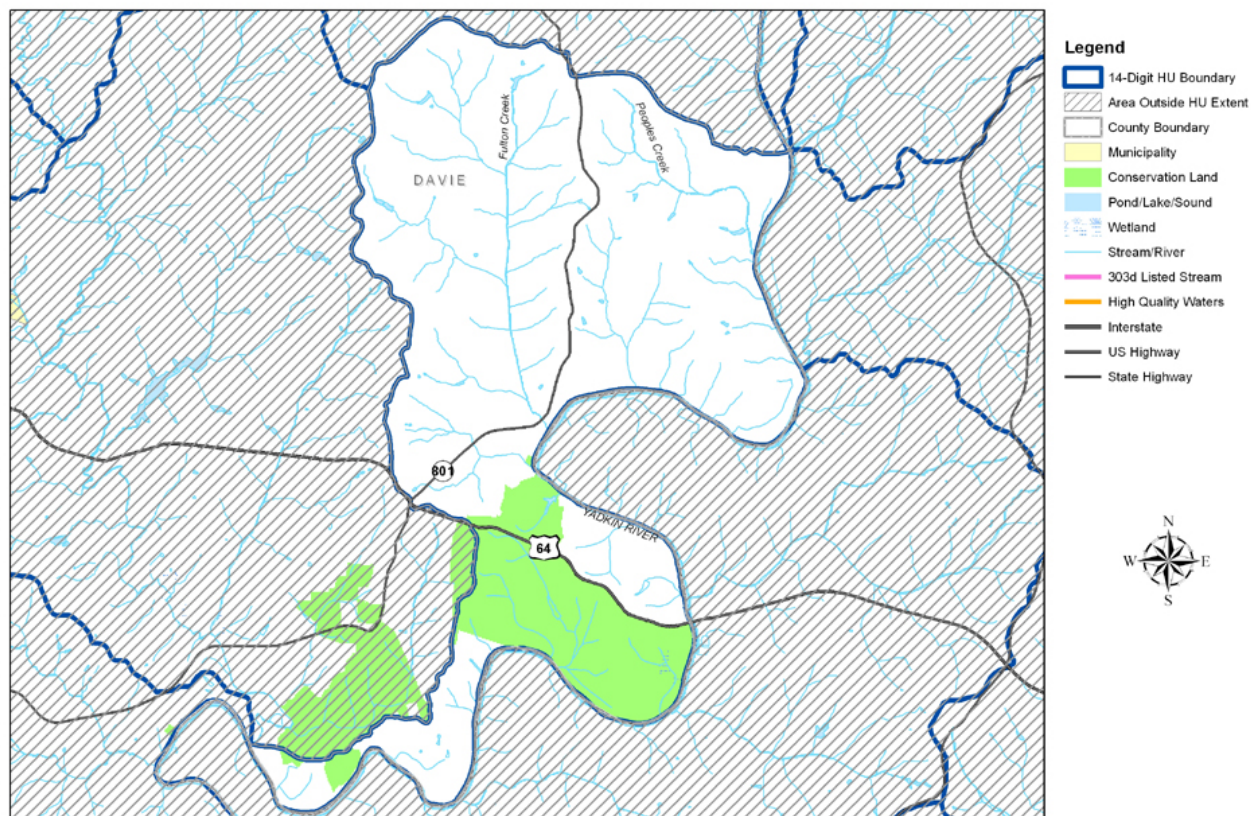 Fulton Creek
Peoples Creek
DAVIE
801
YADKIN RIVER
64
Legend
14-Digit HU Boundary
Area Outside HU Extent
County Boundary
Municipality
Conservation Land
Pond/Lake/Sound
Wetland
Stream/River
303d Listed Stream
High Quality Waters
Interstate
US Highway
State Highway
N
W E
S